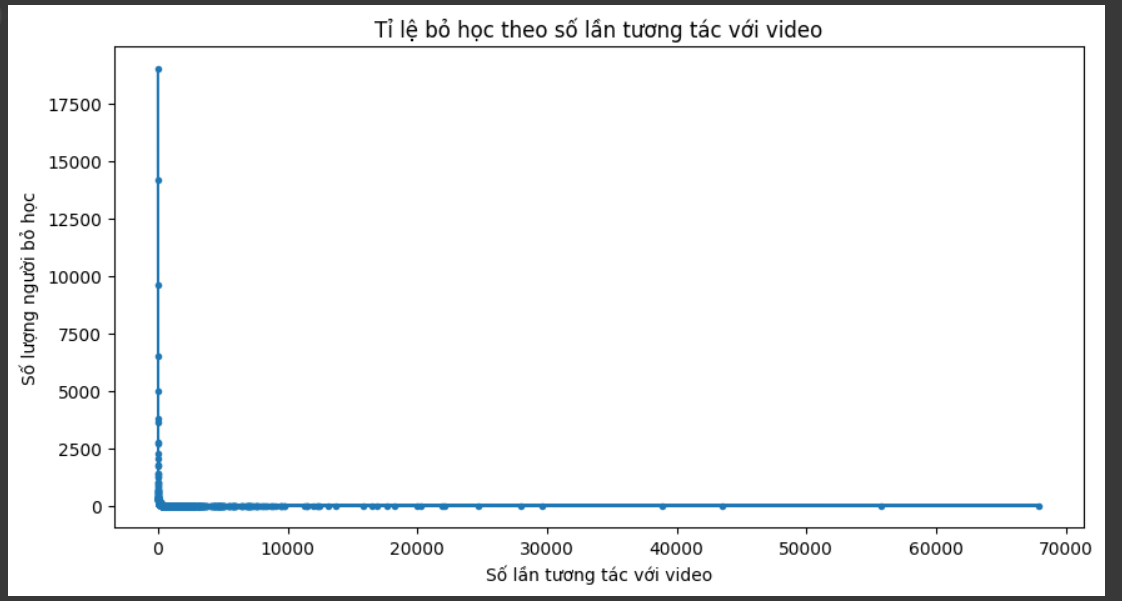 Tỉ lệ bỏ học theo số lần tương tác với video
Số lượng người bỏ học
17500
15000
12500
10000
7500
5000
2500
0
0 10000 20000 30000 40000 50000 60000 70000
Số lần tương tác với video